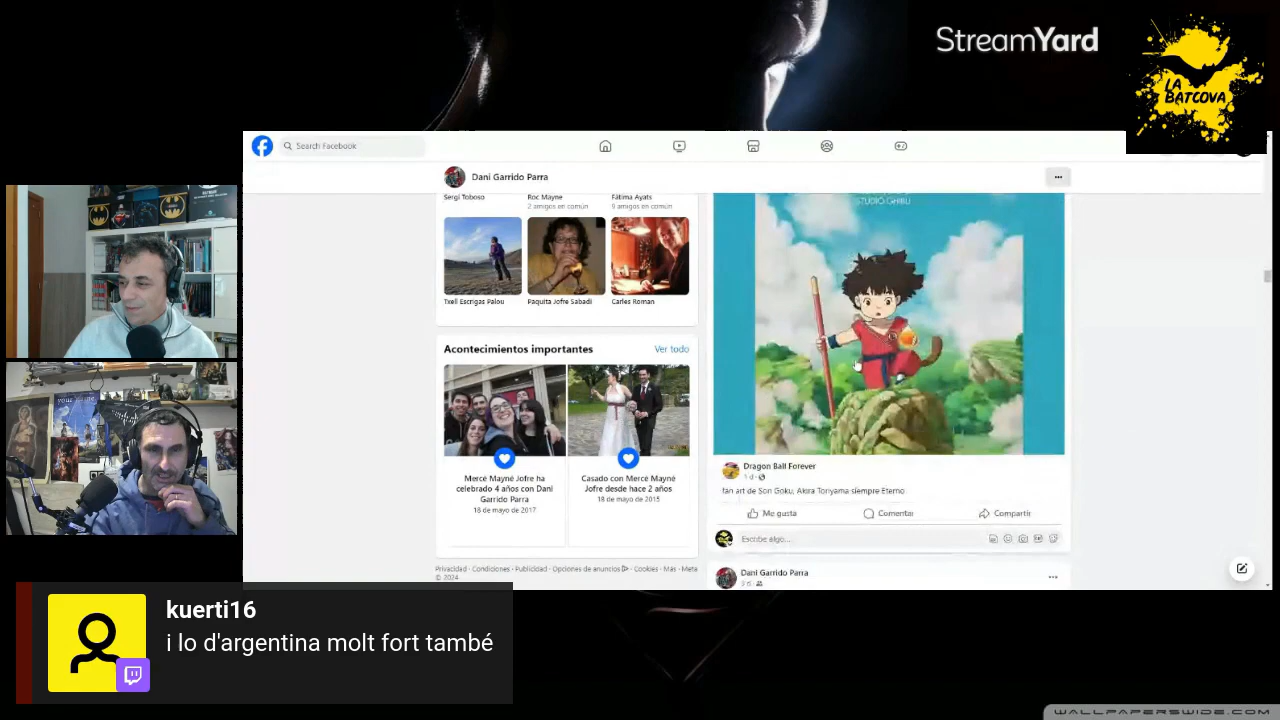 StreamYard
LA
BATCOVA
Search Facebook
Dani Garrido Parra
Sergi Toboso
Roc Mayne
2 amigos en común
Fàtima Ayats
9 amigos en común
Txell Escrigas Palou
Paquita Jofre Sabadi
Carles Roman
Acontecimientos importantes
Ver todo
Mercé Mayné Jofre ha
celebrado 4 años con Dani
Garrido Parra
18 de mayo de 2017
Casado con Mercé Mayné
Jofre desde hace 2 años
18 de mayo de 2015
Privacidad · Condiciones · Publicidad · Opciones de anuncios · Cookies · Más · Meta
© 2024
STUDIO GHIBLI
Dragon Ball Forever
1 d ·
fan art de Son Goku, Akira Toriyama siempre Eterno
Me gusta
Comentar
Compartir
Escribe algo...
Dani Garrido Parra
your name.
kuerti16
i lo d'argentina molt fort també
WALLPAPERSWIDE.COM